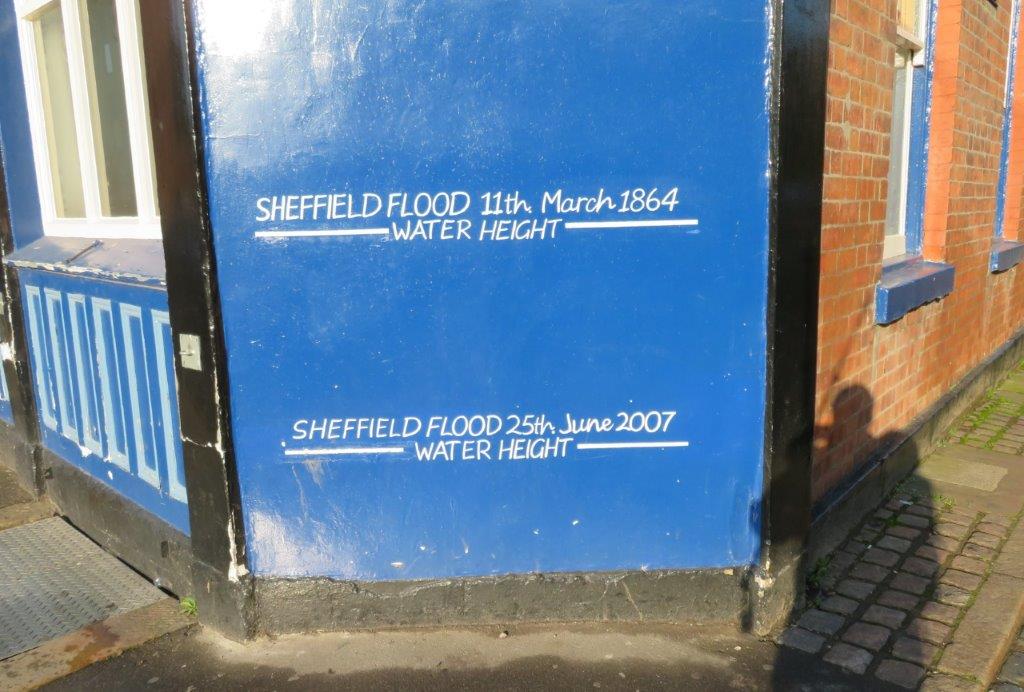 SHEFFIELD FLOOD 11th. March 1864
WATER HEIGHT
SHEFFIELD FLOOD 25th. June 2007
WATER HEIGHT